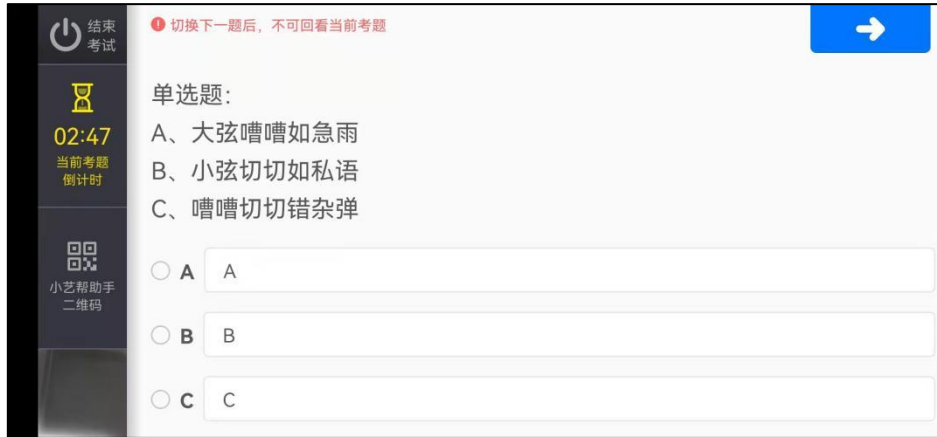 结束
考试
切换下一题后，不可回看当前考题
02:47
当前考题
倒计时
小艺帮助手
二维码
单选题：
A、大弦嘈嘈如急雨
B、小弦切切如私语
C、嘈嘈切切错杂弹
A A
B B
C C